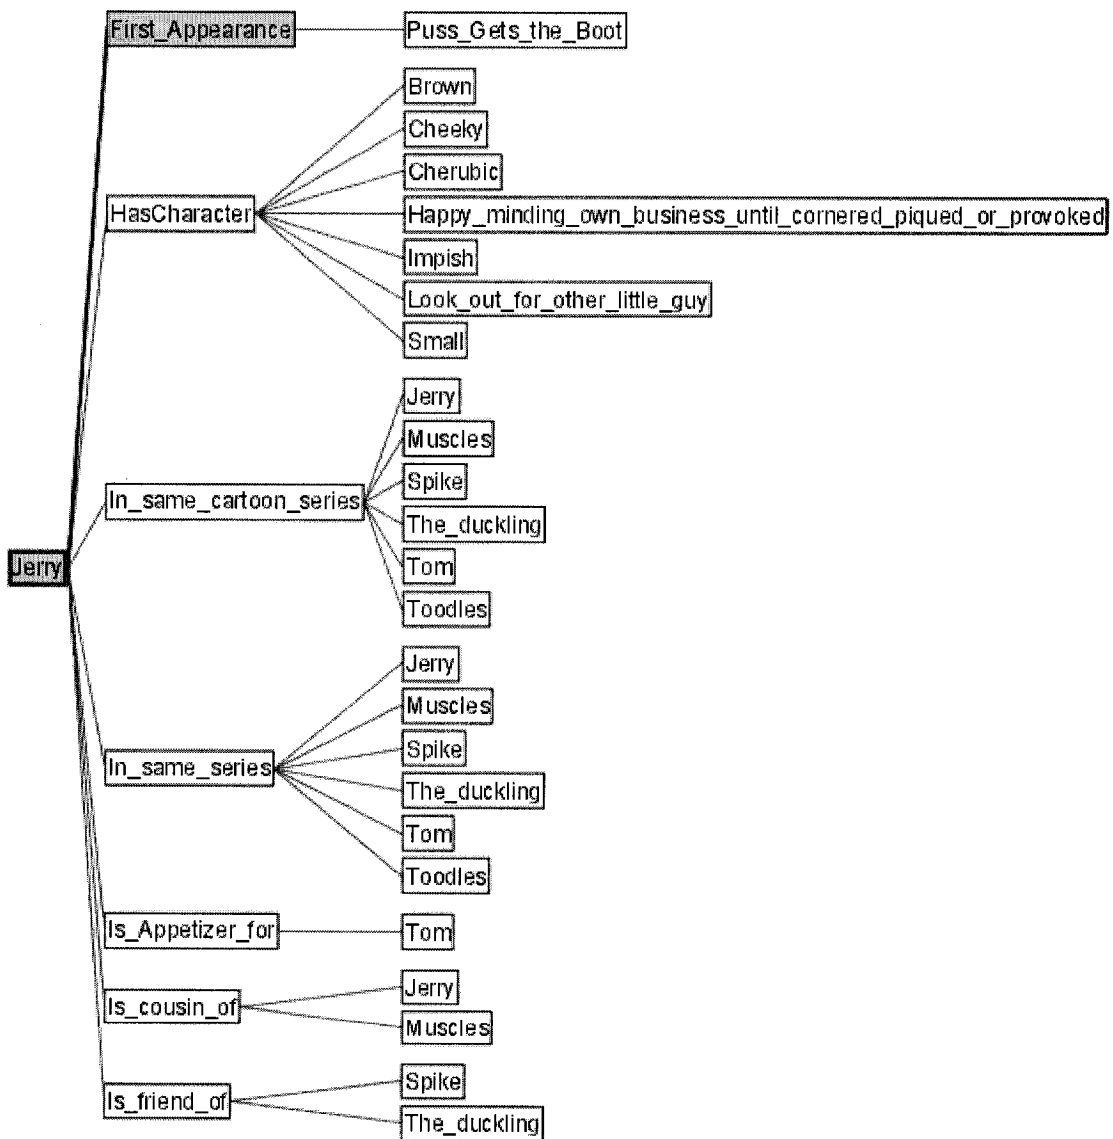 First_Appearance
Puss_Gets_the_Boot
Brown
Cheeky
Cherubic
HasCharacter
Happy_minding_own_business_until_cornered_piqued_or_provoked
Impish
Look_out_for_other_little_guy
Small
Jerry
Muscles
Spike
In_same_cartoon_series
The_duckling
Tom
Jerry
Toodles
Jerry
Muscles
Spike
In_same_series
The_duckling
Tom
Toodles
Is_Appetizer_for
Tom
Jerry
Is_cousin_of
Muscles
Spike
Is_friend_of
The_duckling